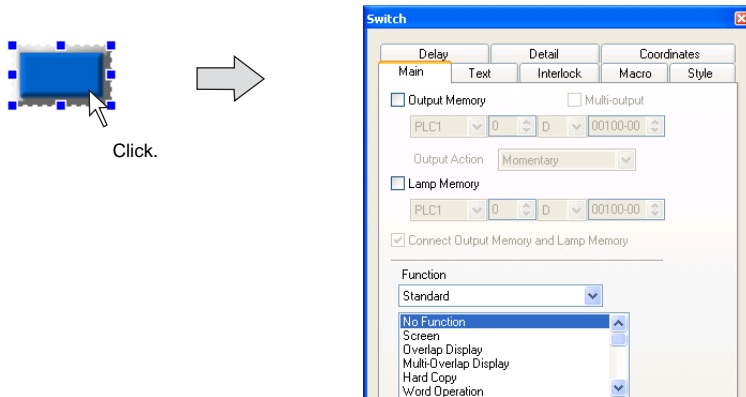 Switch
Delay Detail Coordinates
Main Text Interlock Macro Style
Output Memory Multi-output
PLC1 0 D 00100-00
Output Action Momentary
Lamp Memory
PLC1 0 D 00100-00
Connect Output Memory and Lamp Memory
Function
Standard
No Function
Screen
Overlap Display
Multi-Overlap Display
Hard Copy
Word Operation
Click.